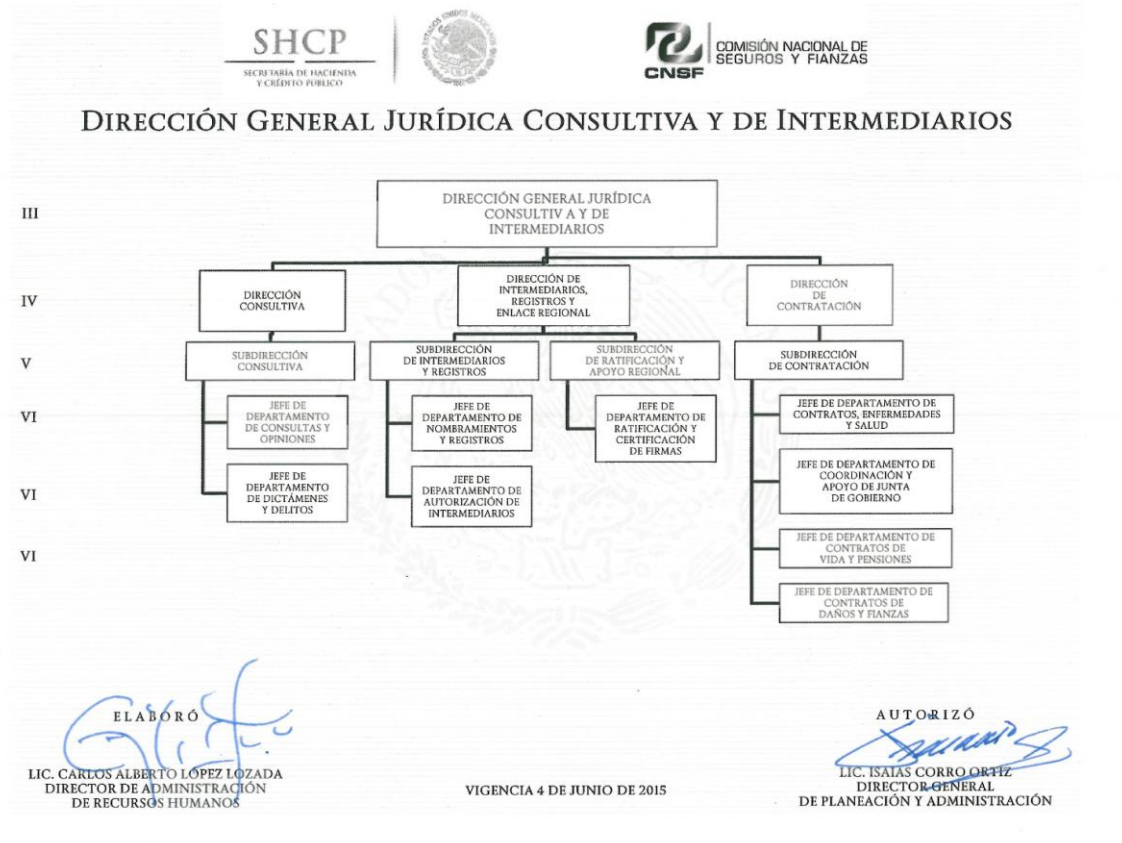 SHCP
SECRETARÍA DE HACIENDA
Y CRÉDITO PÚBLICO
ESTADOS UNIDOS MEXICANOS
CNSF
COMISIÓN NACIONAL DE
SEGUROS Y FIANZAS
DIRECCIÓN GENERAL JURÍDICA CONSULTIVA Y DE INTERMEDIARIOS
III
DIRECCIÓN GENERAL JURÍDICA
CONSULTIV A Y DE
INTERMEDIARIOS
IV
DIRECCIÓN
CONSULTIVA
DIRECCIÓN DE
INTERMEDIARIOS,
REGISTROS Y
ENLACE REGIONAL
DIRECCIÓN
DE
CONTRATACIÓN
V
SUBDIRECCIÓN
CONSULTIVA
SUBDIRECCIÓN
DE INTERMEDIARIOS
Y REGISTROS
SUBDIRECCIÓN
DE RATIFICACIÓN Y
APOYO REGIONAL
SUBDIRECCIÓN
DE CONTRATACIÓN
VI
JEFE DE
DEPARTAMENTO
DE CONSULTAS Y
OPINIONES
JEFE DE
DEPARTAMENTO DE
NOMBRAMIENTOS
Y REGISTROS
JEFE DE
DEPARTAMENTO DE
RATIFICACIÓN Y
CERTIFICACIÓN
DE FIRMAS
JEFE DE DEPARTAMENTO DE
CONTRATOS, ENFERMEDADES
Y SALUD
VI
JEFE DE
DEPARTAMENTO
DE DICTÁMENES
Y DELITOS
JEFE DE
DEPARTAMENTO DE
AUTORIZACIÓN DE
INTERMEDIARIOS
JEFE DE DEPARTAMENTO DE
COORDINACIÓN Y
APOYO DE JUNTA
DE GOBIERNO
VI
JEFE DE DEPARTAMENTO DE
CONTRATOS DE
VIDA Y PENSIONES
JEFE DE DEPARTAMENTO DE
CONTRATOS DE
DAÑOS Y FIANZAS
ELABORÓ
LIC. CARLOS ALBERTO LÓPEZ LOZADA
DIRECTOR DE ADMINISTRACIÓN
DE RECURSOS HUMANOS
VIGENCIA 4 DE JUNIO DE 2015
AUTORIZÓ
LIC. ISAIAS CORRO ORTIZ
DIRECTOR GENERAL
DE PLANEACIÓN Y ADMINISTRACIÓN